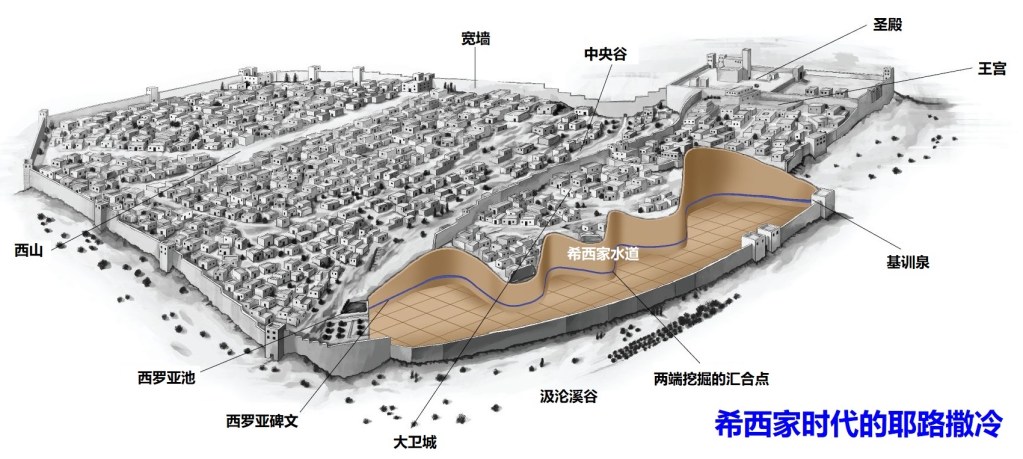 圣殿
宽墙
中央谷
王宫
西山
希西家水道
基训泉
西罗亚池
两端挖掘的汇合点
汲沦溪谷
西罗亚碑文
大卫城
希西家时代的耶路撒冷